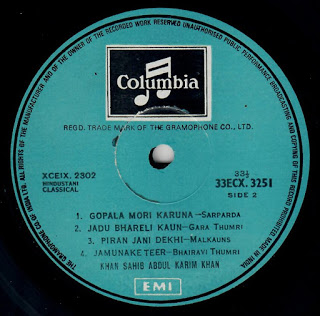 ALL RIGHTS OF THE MANUFACTURER AND OF THE OWNER OF THE RECORDED WORK RESERVED UNAUTHORISED PUBLIC PERFORMANCE BROADCASTING AND COPYING OF THIS RECORD PROHIBITED MADE IN INDIA
THE GRAMOPHONE CO. OF INDIA
Columbia
REGD. TRADE MARK OF THE GRAMOPHONE CO., LTD.
XCEIX. 2302
HINDUSTANI
CLASSICAL
33⅓
33ECX. 3251
SIDE 2
1. GOPALA MORI KARUNA—SARPARDA
2. JADU BHARELI KAUN—GARA THUMRI
3. PIRAN JANI DEKHI—MALKAUNS
4. JAMUNAKE TEER—BHAIRAVI THUMRI
KHAN SAHIB ABDUL KARIM KHAN
EMI